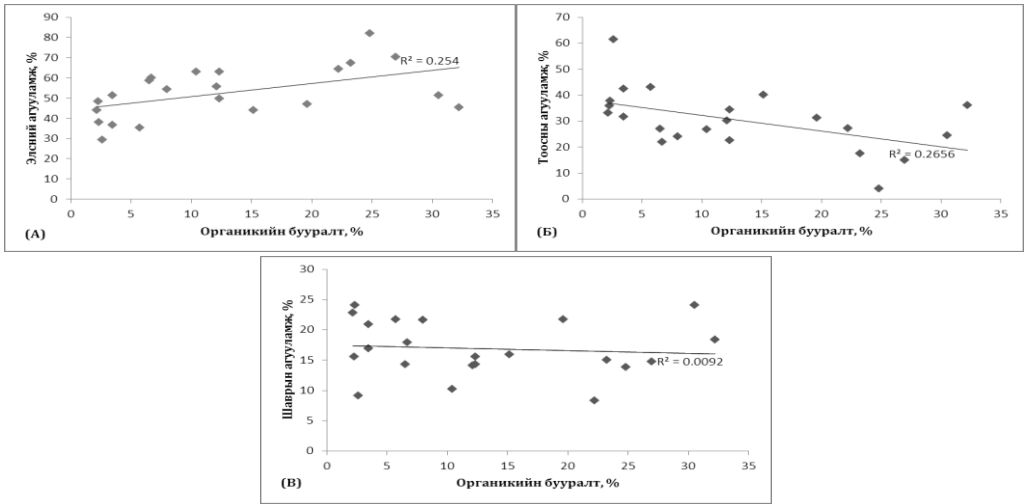 90
80
70
60
50
40
30
20
10
0
Элсний агууламж, %
R² = 0.254
0 5 10 15 20 25 30 35
(А) Органикийн бууралт, %
70
60
50
40
30
20
10
0
Тоосны агууламж, %
R² = 0.2656
0 5 10 15 20 25 30 35
(Б) Органикийн бууралт, %
30
25
20
15
10
5
0
Шаврын агууламж, %
R² = 0.0092
0 5 10 15 20 25 30 35
(В) Органикийн бууралт, %